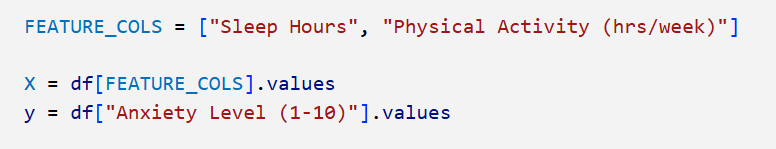 FEATURE_COLS = ["Sleep Hours", "Physical Activity (hrs/week)"]
X = df[FEATURE_COLS].values
y = df["Anxiety Level (1-10)"].values